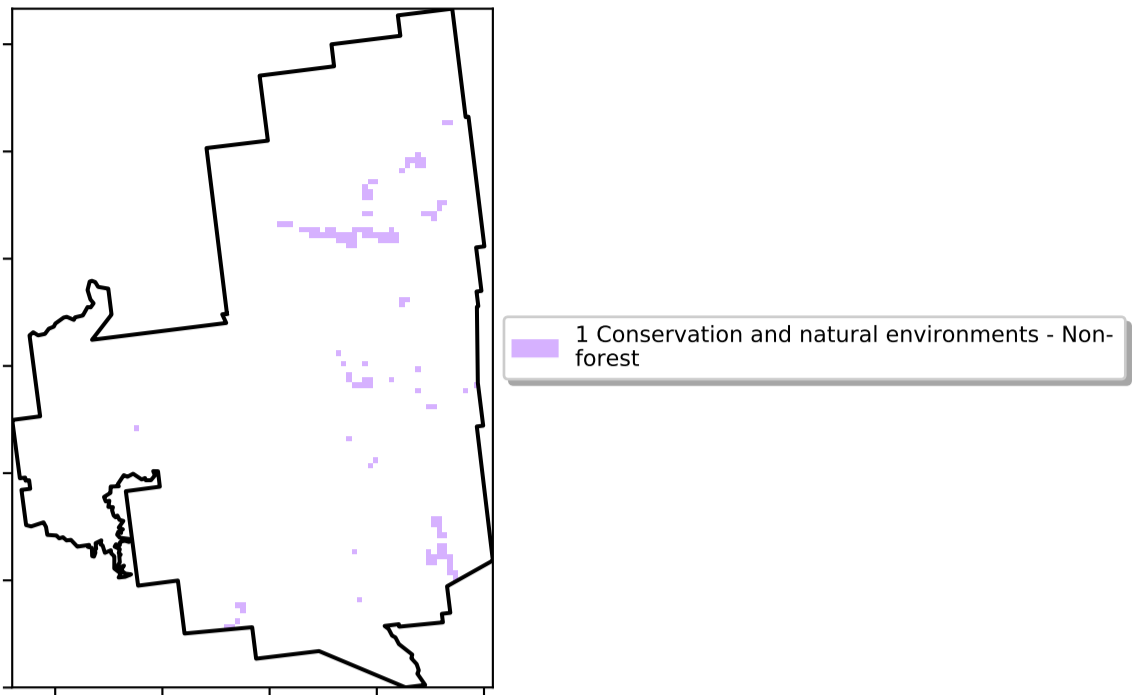 1 Conservation and natural environments - Non-
forest